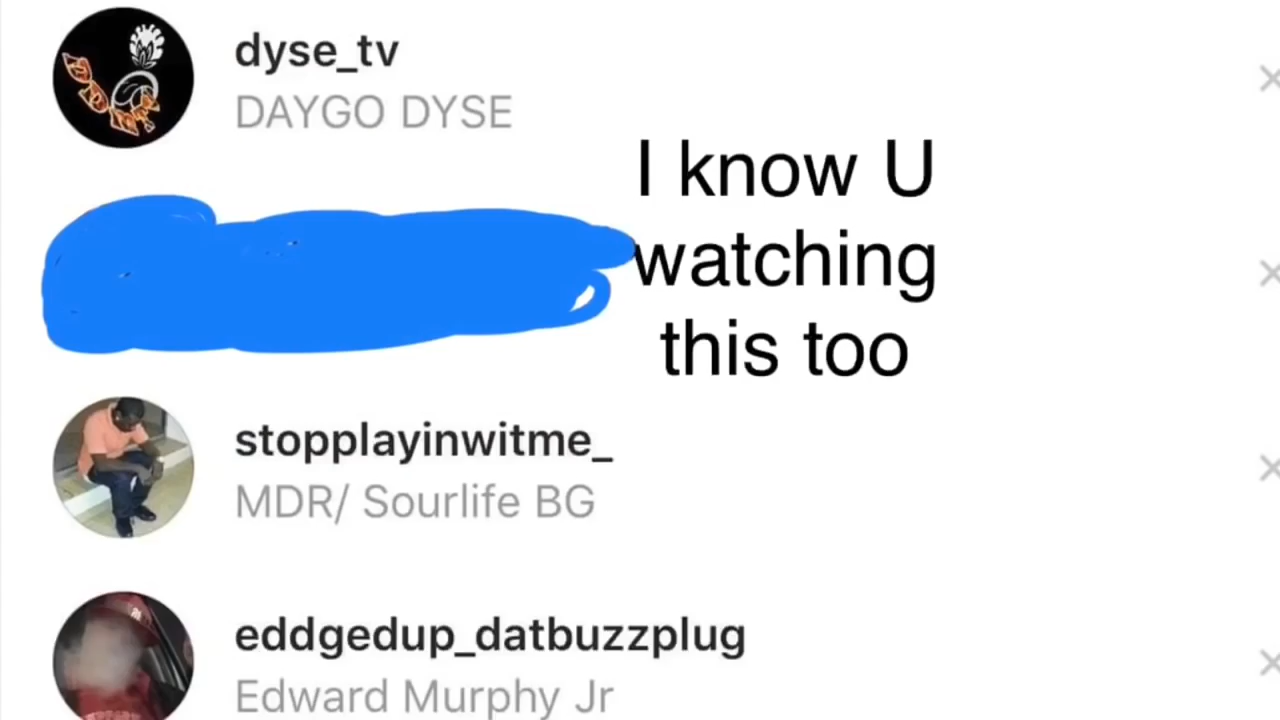 dyse_tv
DAYGO DYSE
I know U
watching
this too
stopplayinwitme_
MDR/ Sourlife BG
eddgedup_datbuzzplug
Edward Murphy Jr